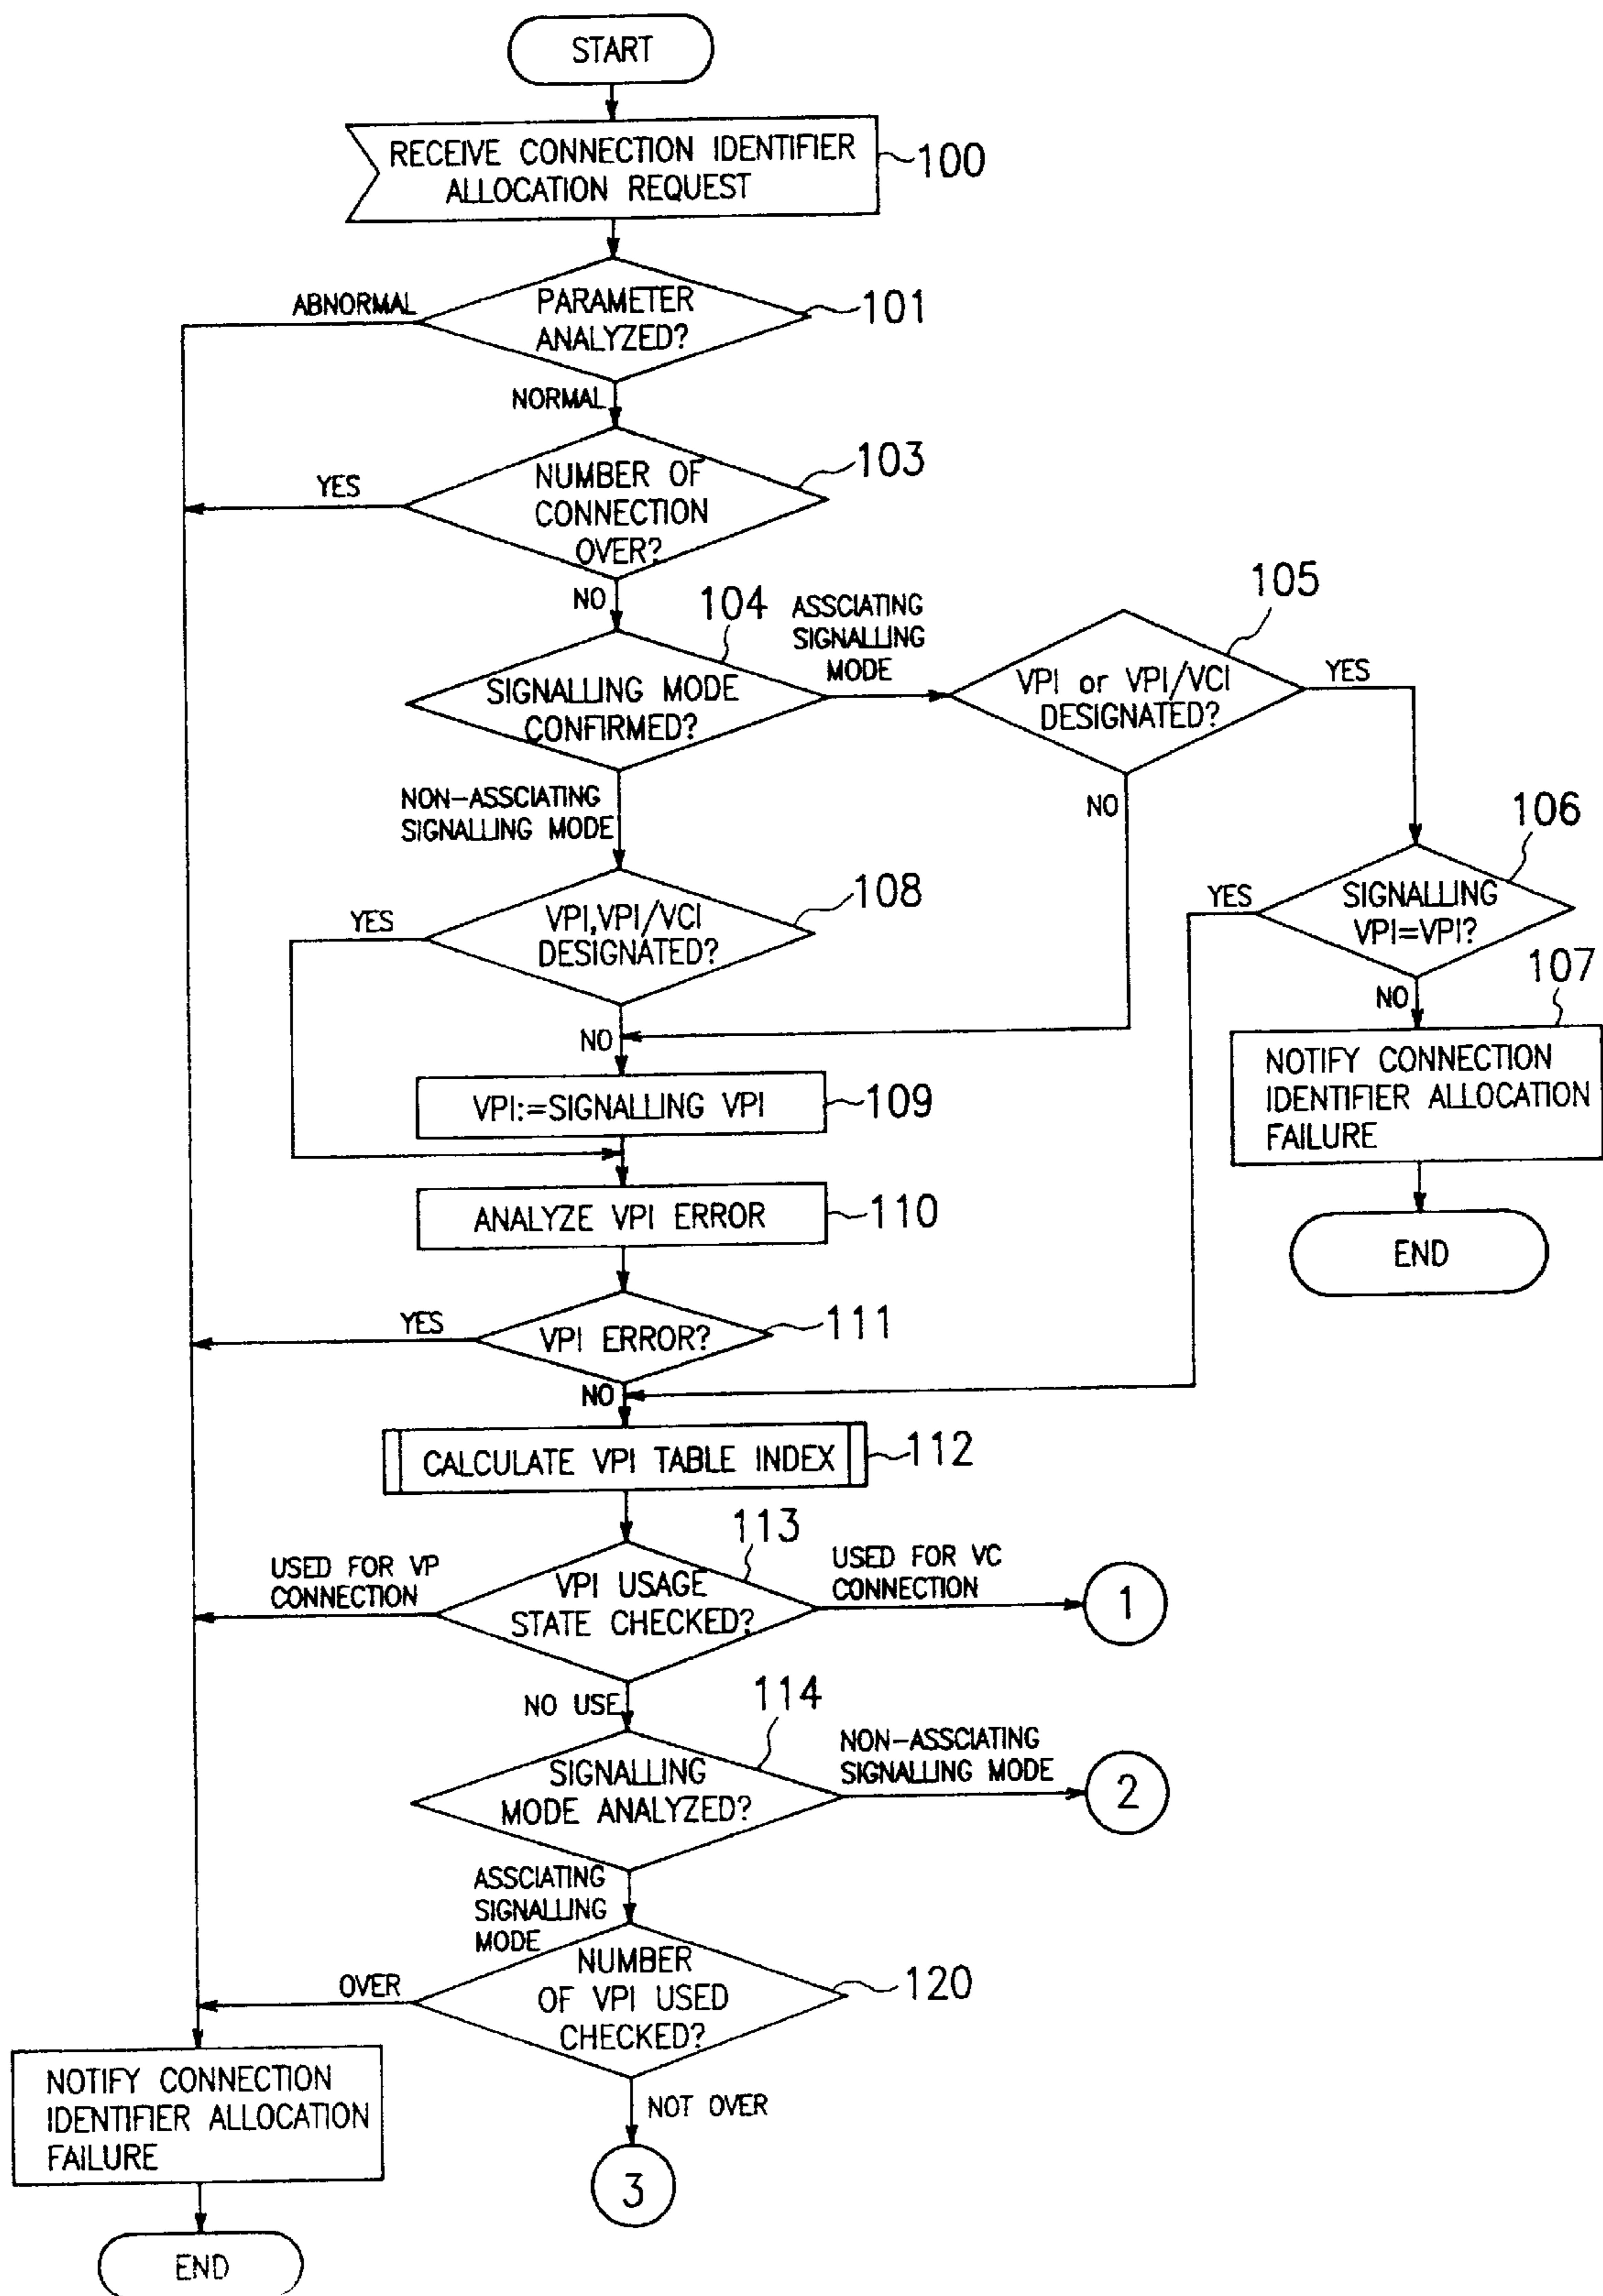 START
RECEIVE CONNECTION IDENTIFIER
ALLOCATION REQUEST
100
ABNORMAL
PARAMETER
ANALYZED?
101
NORMAL
YES
NUMBER OF
CONNECTION
OVER?
103
NO
104
ASSCIATING
SIGNALLING
MODE
105
SIGNALLING MODE
CONFIRMED?
VPI or VPI/VCI
DESIGNATED?
YES
NON-ASSCIATING
SIGNALLING MODE
NO
106
YES
VPI,VPI/VCI
DESIGNATED?
108
YES
SIGNALLING
VPI=VPI?
107
NO
NO
VPI:=SIGNALLING VPI
109
NOTIFY CONNECTION
IDENTIFIER ALLOCATION
FAILURE
ANALYZE VPI ERROR
110
END
YES
VPI ERROR?
111
NO
CALCULATE VPI TABLE INDEX
112
113
USED FOR VP
CONNECTION
VPI USAGE
STATE CHECKED?
USED FOR VC
CONNECTION
1
NO USE
114
SIGNALLING
MODE ANALYZED?
NON-ASSCIATING
SIGNALLING MODE
2
ASSCIATING
SIGNALLING
MODE
OVER
NUMBER
OF VPI USED
CHECKED?
120
NOTIFY CONNECTION
IDENTIFIER ALLOCATION
FAILURE
NOT OVER
3
END